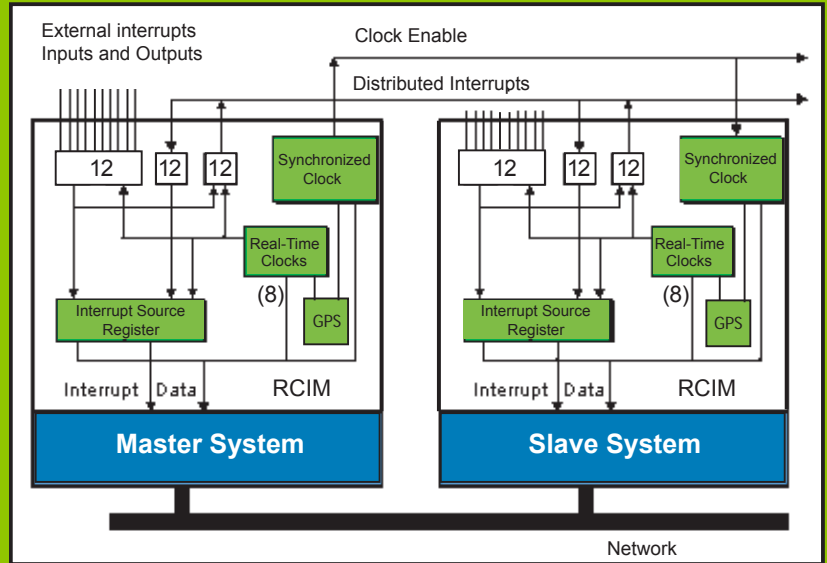 External interrupts
Inputs and Outputs
Clock Enable
Distributed Interrupts
12
12
12
Synchronized
Clock
Real-Time
Clocks
(8)
Interrupt Source
Register
GPS
Interrupt Data
RCIM
Master System
12
12
12
Synchronized
Clock
Real-Time
Clocks
(8)
Interrupt Source
Register
GPS
Interrupt Data
RCIM
Slave System
Network